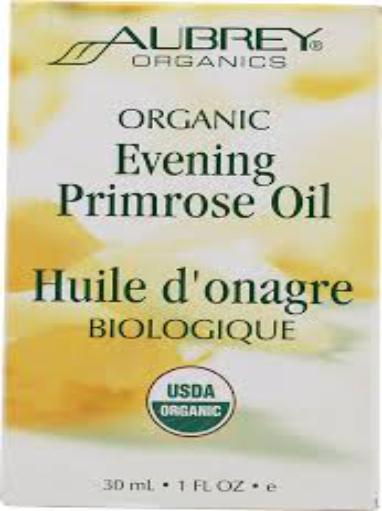 AUBREY®
ORGANICS
ORGANIC
Evening
Primrose Oil
Huile d'onagre
BIOLOGIQUE
USDA
ORGANIC
30 mL • 1 FL OZ • e